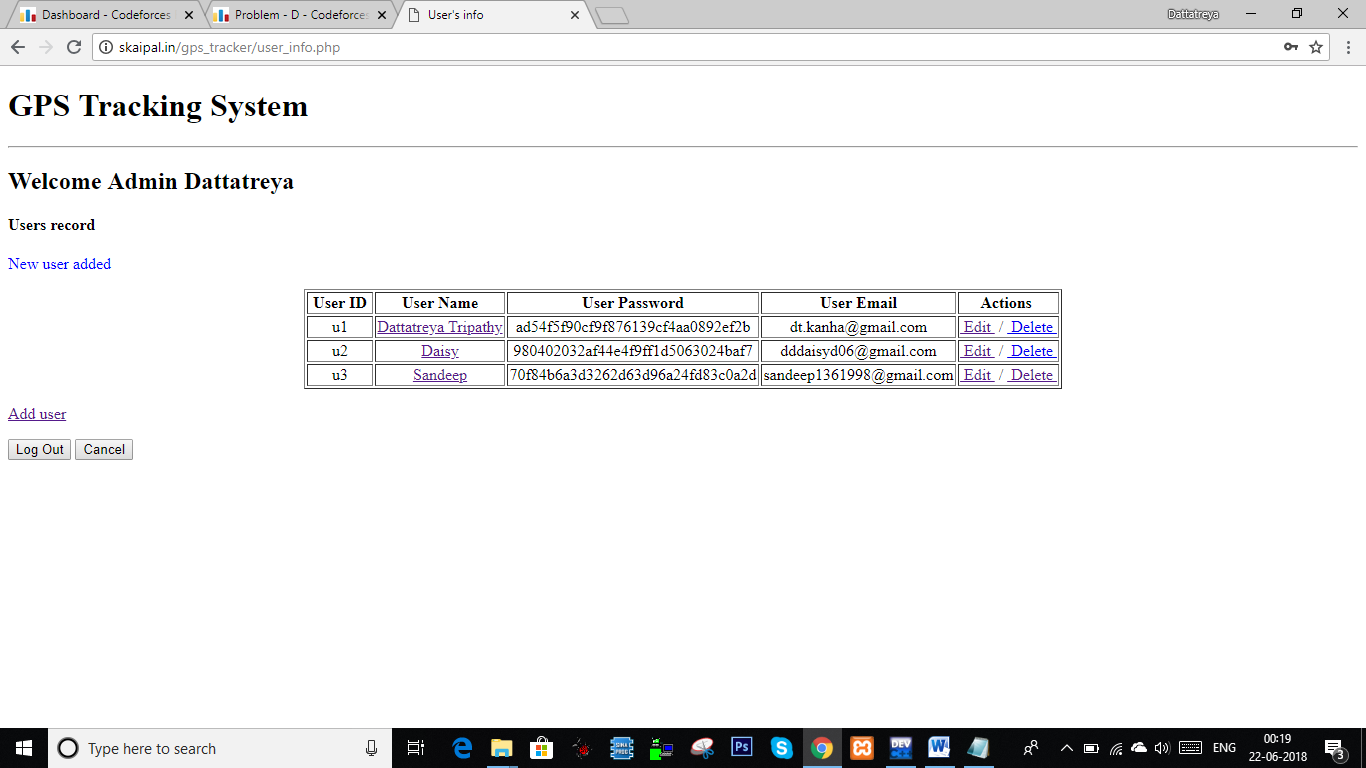 Dashboard - Codeforces Problem - D - Codeforces User's info Dattatreya
skaipal.in/gps_tracker/user_info.php
GPS Tracking System
Welcome Admin Dattatreya
Users record
New user added
User ID User Name User Password User Email Actions
u1 Dattatreya Tripathy ad54f5f90cf9f876139cf4aa0892ef2b dt.kanha@gmail.com Edit / Delete
u2 Daisy 980402032af44e4f9ff1d5063024baf7 dddaisyd06@gmail.com Edit / Delete
u3 Sandeep 70f84b6a3d3262d63d96a24fd83c0a2d sandeep1361998@gmail.com Edit / Delete
Add user
Log Out Cancel
Type here to search Ps DEV W ENG 00:19
22-06-2018 3